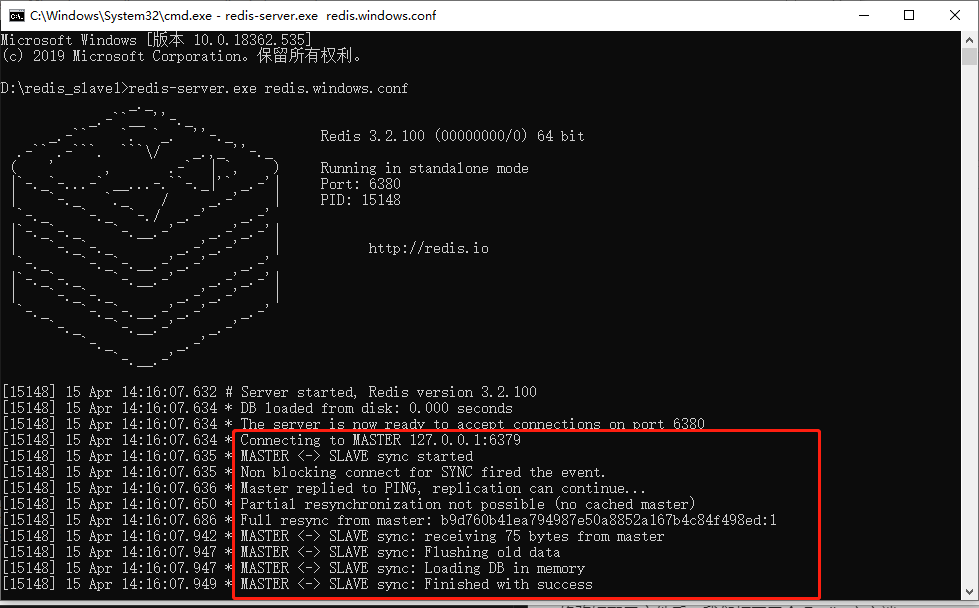 C:\Windows\System32\cmd.exe - redis-server.exe redis.windows.conf
Microsoft Windows [版本 10.0.18362.535]
(c) 2019 Microsoft Corporation。保留所有权利。
D:\redis_slave1>redis-server.exe redis.windows.conf
Redis 3.2.100 (00000000/0) 64 bit
Running in standalone mode
Port: 6380
PID: 15148
http://redis.io
[15148] 15 Apr 14:16:07.632 # Server started, Redis version 3.2.100
[15148] 15 Apr 14:16:07.634 * DB loaded from disk: 0.000 seconds
[15148] 15 Apr 14:16:07.634 * The server is now ready to accept connections on port 6380
[15148] 15 Apr 14:16:07.634 * Connecting to MASTER 127.0.0.1:6379
[15148] 15 Apr 14:16:07.635 * MASTER <-> SLAVE sync started
[15148] 15 Apr 14:16:07.635 * Non blocking connect for SYNC fired the event.
[15148] 15 Apr 14:16:07.636 * Master replied to PING, replication can continue...
[15148] 15 Apr 14:16:07.650 * Partial resynchronization not possible (no cached master)
[15148] 15 Apr 14:16:07.686 * Full resync from master: b9d760b41ea794987e50a8852a167b4c84f498ed:1
[15148] 15 Apr 14:16:07.942 * MASTER <-> SLAVE sync: receiving 75 bytes from master
[15148] 15 Apr 14:16:07.947 * MASTER <-> SLAVE sync: Flushing old data
[15148] 15 Apr 14:16:07.947 * MASTER <-> SLAVE sync: Loading DB in memory
[15148] 15 Apr 14:16:07.949 * MASTER <-> SLAVE sync: Finished with success